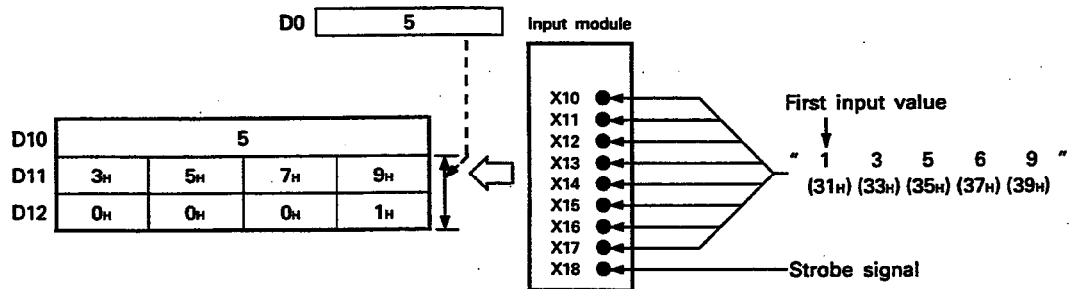 D0 5
Input module
X10
X11
X12
X13
X14
X15
X16
X17
X18
First input value
" 1 3 5 6 9 "
(31H) (33H) (35H) (37H) (39H)
Strobe signal
D10 5
D11 3H 5H 7H 9H
D12 0H 0H 0H 1H